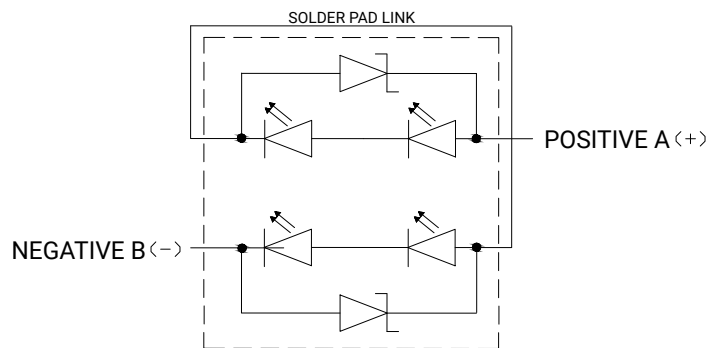 SOLDER PAD LINK
POSITIVE A（+）
NEGATIVE B（−）